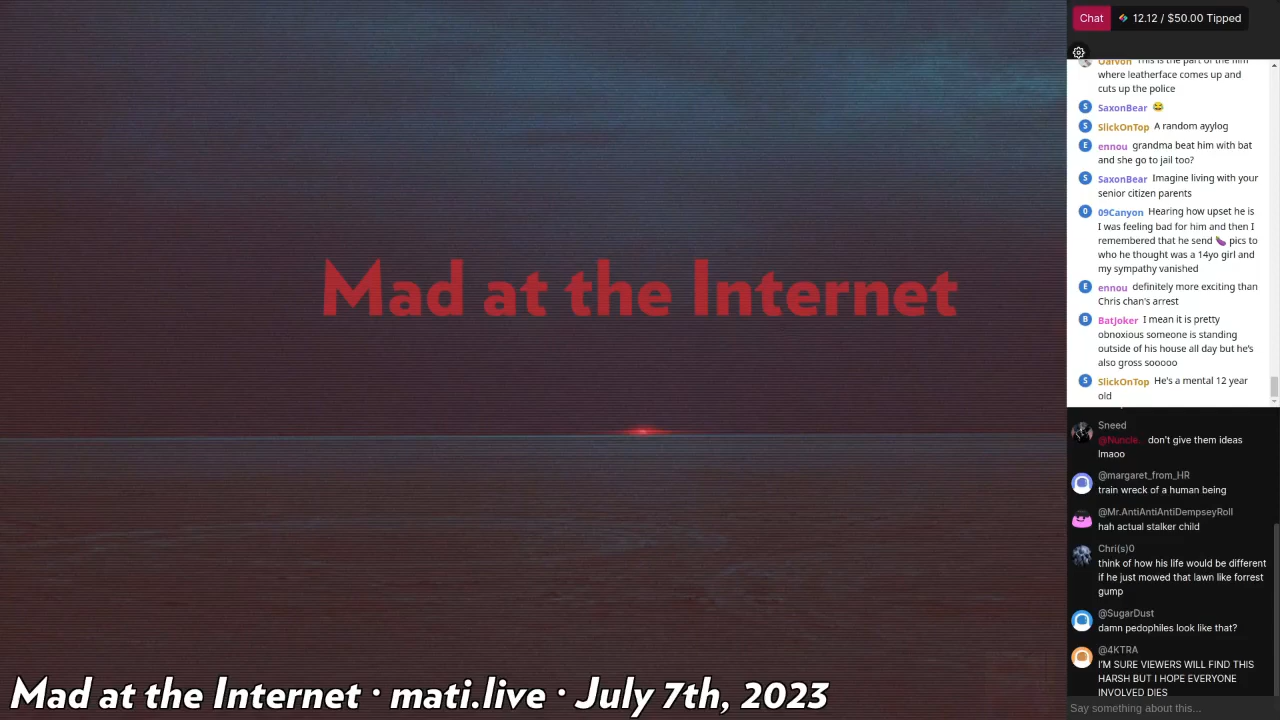 Mad at the Internet
Mad at the Internet · mati.live · July 7th, 2023
Chat
12.12 / $50.00 Tipped
Oarvon This is the part of the film
where leatherface comes up and
cuts up the police
SaxonBear 😂
SlickOnTop A random ayylog
ennou grandma beat him with bat
and she go to jail too?
SaxonBear Imagine living with your
senior citizen parents
09Canyon Hearing how upset he is
I was feeling bad for him and then I
remembered that he send 🍆 pics to
who he thought was a 14yo girl and
my sympathy vanished
ennou definitely more exciting than
Chris chan's arrest
BatJoker I mean it is pretty
obnoxious someone is standing
outside of his house all day but he's
also gross sooooo
SlickOnTop He's a mental 12 year
old
Sneed
@Nuncle. don't give them ideas
lmaoo
@margaret_from_HR
train wreck of a human being
@Mr.AntiAntiAntiDempseyRoll
hah actual stalker child
Chri(s)0
think of how his life would be different
if he just mowed that lawn like forrest
gump
@SugarDust
damn pedophiles look like that?
@4KTRA
I'M SURE VIEWERS WILL FIND THIS
HARSH BUT I HOPE EVERYONE
INVOLVED DIES
Say something about this...